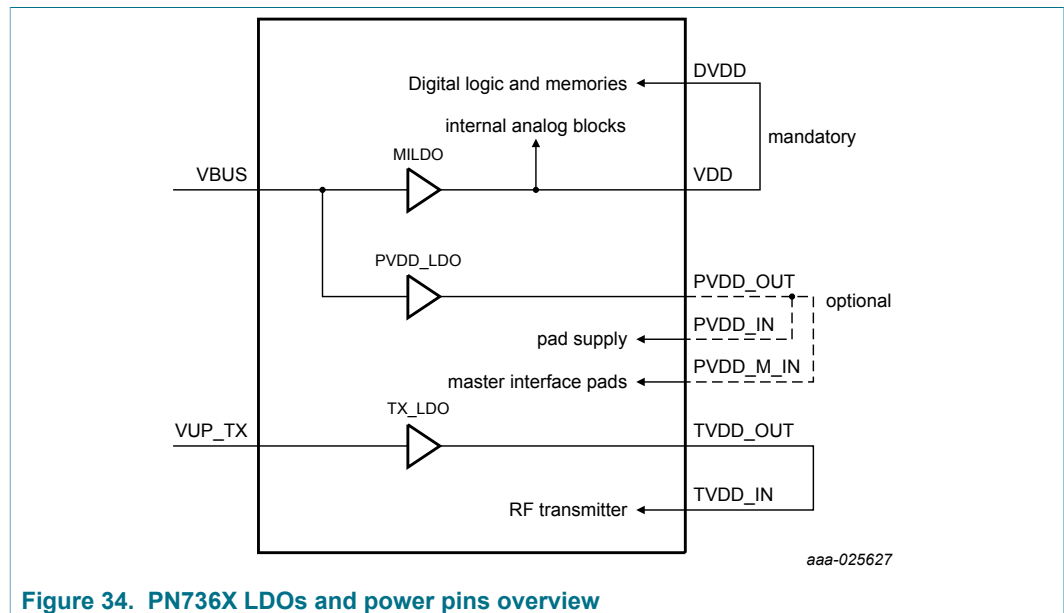 DVDD
Digital logic and memories
internal analog blocks
mandatory
MILDO
VBUS
VDD
PVDD_LDO
PVDD_OUT
optional
PVDD_IN
pad supply
PVDD_M_IN
master interface pads
TX_LDO
VUP_TX
TVDD_OUT
TVDD_IN
RF transmitter
aaa-025627
Figure 34. PN736X LDOs and power pins overview